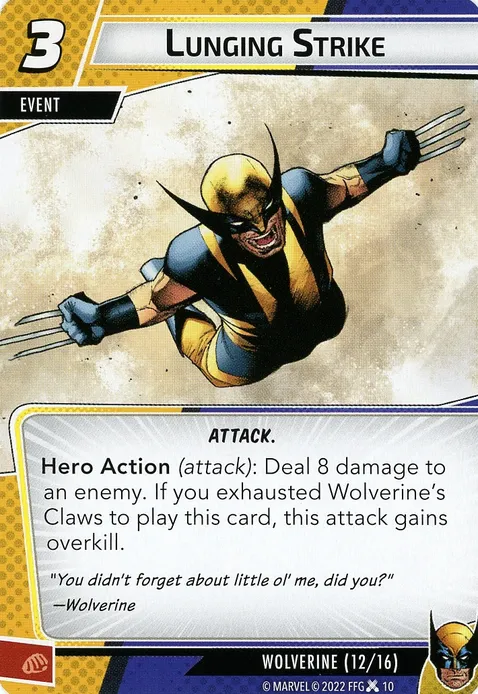 3
LUNGING STRIKE
EVENT
ATTACK.
Hero Action (attack): Deal 8 damage to
an enemy. If you exhausted Wolverine's
Claws to play this card, this attack gains
overkill.
"You didn't forget about little ol' me, did you?"
—Wolverine
WOLVERINE (12/16)
© MARVEL © 2022 FFG 10